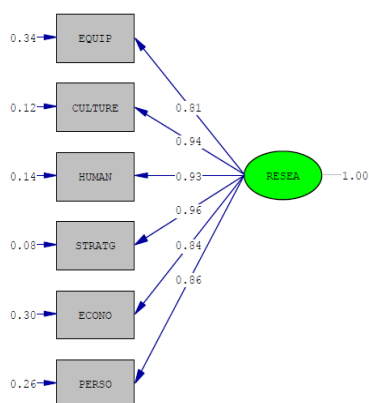 0.34 EQUIP
0.81
0.12 CULTURE
0.94
0.14 HUMAN 0.93 RESEA 1.00
0.96
0.08 STRATG
0.84
0.86
0.30 ECONO
0.26 PERSO